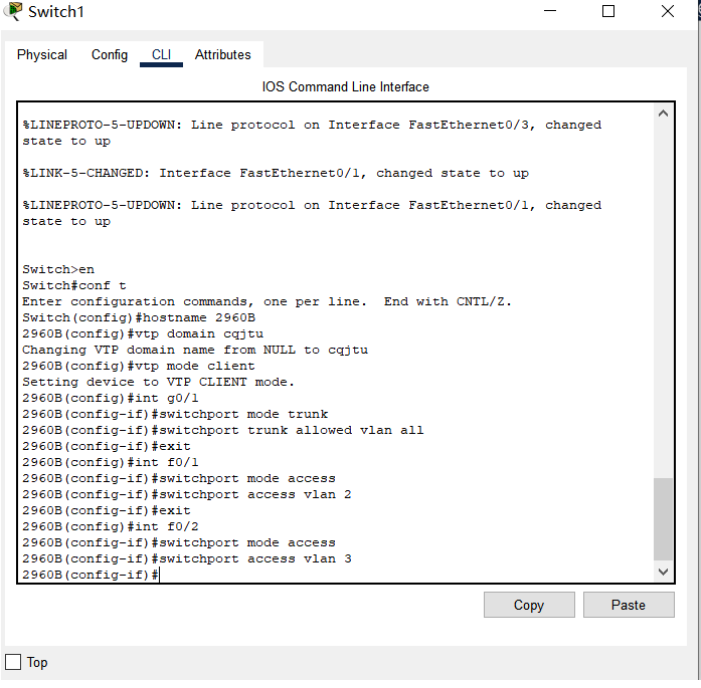 Switch1
Physical Config CLI Attributes
IOS Command Line Interface
%LINEPROTO-5-UPDOWN: Line protocol on Interface FastEthernet0/3, changed
state to up
%LINK-5-CHANGED: Interface FastEthernet0/1, changed state to up
%LINEPROTO-5-UPDOWN: Line protocol on Interface FastEthernet0/1, changed
state to up
Switch>en
Switch#conf t
Enter configuration commands, one per line.  End with CNTL/Z.
Switch(config)#hostname 2960B
2960B(config)#vtp domain cqjtu
Changing VTP domain name from NULL to cqjtu
2960B(config)#vtp mode client
Setting device to VTP CLIENT mode.
2960B(config)#int g0/1
2960B(config-if)#switchport mode trunk
2960B(config-if)#switchport trunk allowed vlan all
2960B(config-if)#exit
2960B(config)#int f0/1
2960B(config-if)#switchport mode access
2960B(config-if)#switchport access vlan 2
2960B(config-if)#exit
2960B(config)#int f0/2
2960B(config-if)#switchport mode access
2960B(config-if)#switchport access vlan 3
2960B(config-if)#
Copy Paste
Top